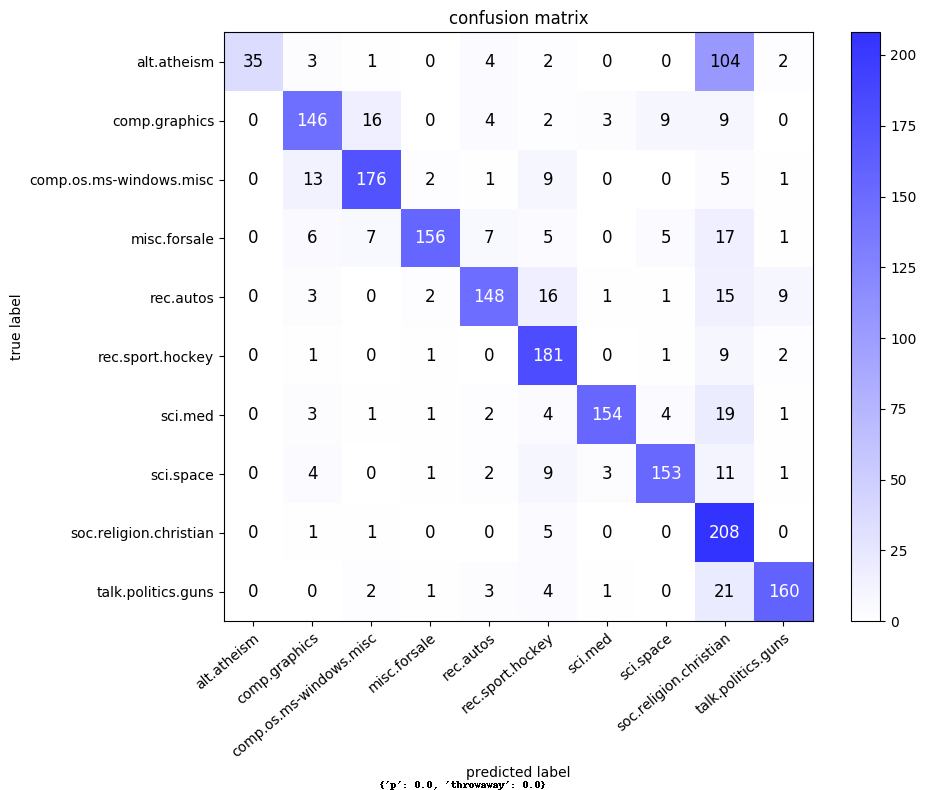 confusion matrix
alt.atheism 35 3 1 0 4 2 0 0 104 2
comp.graphics 0 146 16 0 4 2 3 9 9 0
comp.os.ms-windows.misc 0 13 176 2 1 9 0 0 5 1
misc.forsale 0 6 7 156 7 5 0 5 17 1
rec.autos 0 3 0 2 148 16 1 1 15 9
rec.sport.hockey 0 1 0 1 0 181 0 1 9 2
sci.med 0 3 1 1 2 4 154 4 19 1
sci.space 0 4 0 1 2 9 3 153 11 1
soc.religion.christian 0 1 1 0 0 5 0 0 208 0
talk.politics.guns 0 0 2 1 3 4 1 0 21 160
true label
alt.atheism comp.graphics comp.os.ms-windows.misc misc.forsale rec.autos rec.sport.hockey sci.med sci.space soc.religion.christian talk.politics.guns
predicted label
{'p': 0.0, 'throwaway': 0.0}
200
175
150
125
100
75
50
25
0